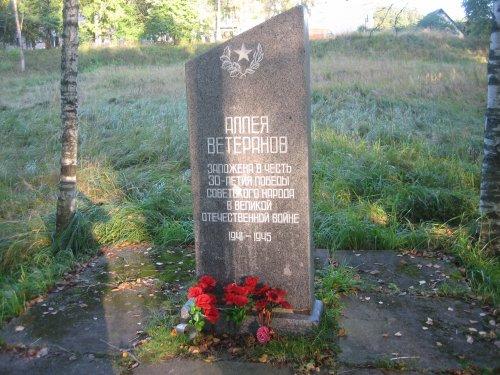 АЛЛЕЯ
ВЕТЕРАНОВ
ЗАЛОЖЕНА В ЧЕСТЬ
30-ЛЕТИЯ ПОБЕДЫ
СОВЕТСКОГО НАРОДА
В ВЕЛИКОЙ
ОТЕЧЕСТВЕННОЙ ВОЙНЕ
1941 – 1945